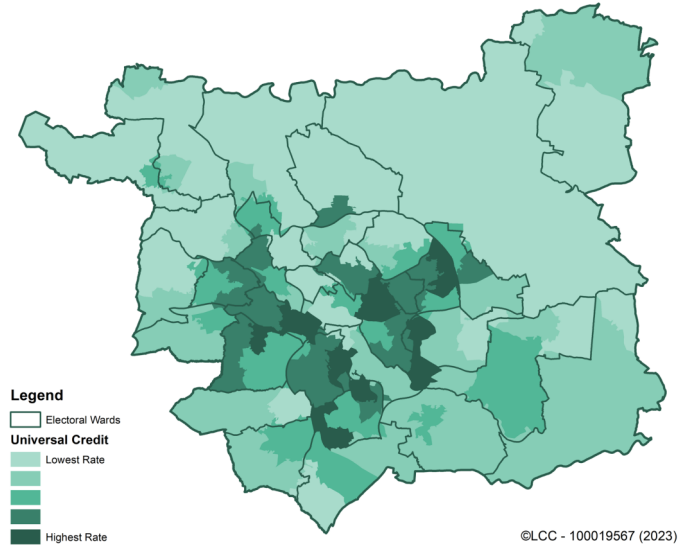 Legend
Electoral Wards
Universal Credit
Lowest Rate
Highest Rate
©LCC - 100019567 (2023)